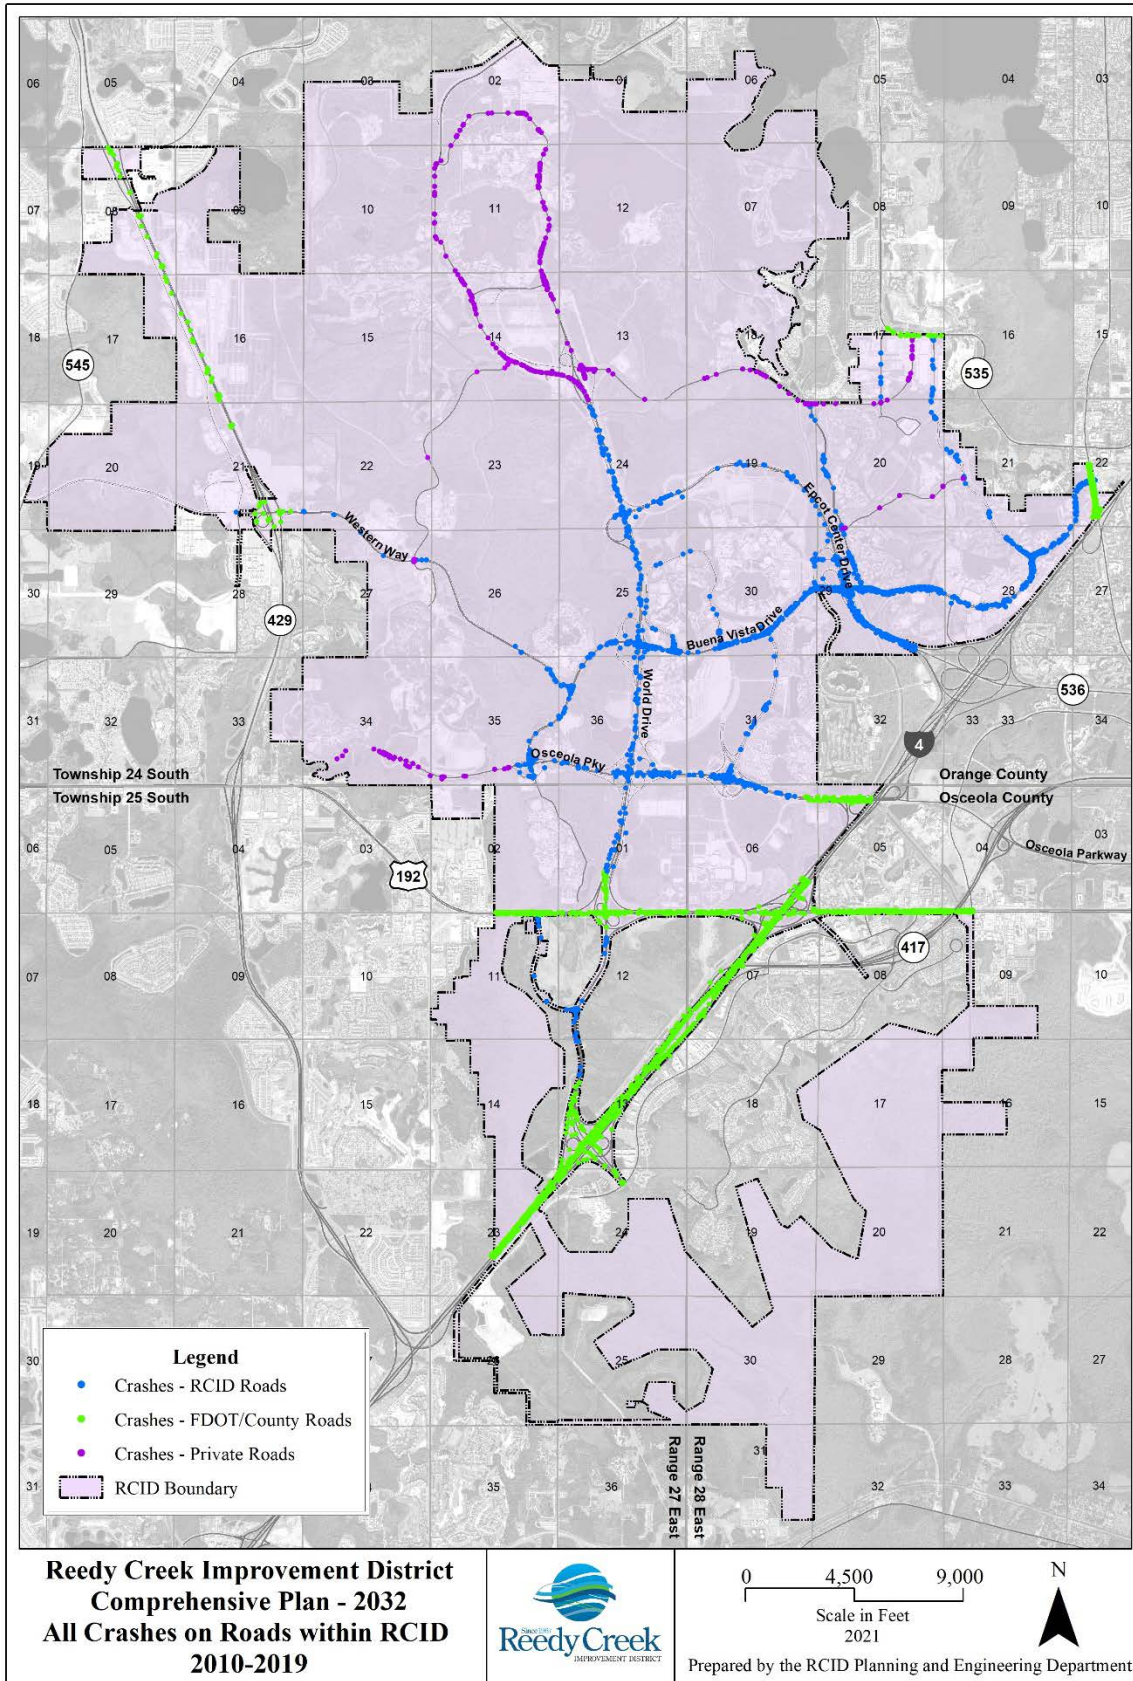 06 05 04 03 02 01 06 05 04 03
07 08 09 10 11 12 07 08 09 10
18 17 16 15 14 13 18 17 16 15
545
535
19 20 21 22 23 24 19 20 21 22
Western Way
Epcot Center Drive
30 29 28 27 26 25 30 29 28 27
429
Buena Vista Drive
World Drive
536
31 32 33 34 35 36 31 32 33 33 34
4
Osceola Pky
Township 24 South
Orange County
Township 25 South
Osceola County
06 05 04 03 02 01 06 05 04 03
Osceola Parkway
192
417
07 08 09 10 11 12 07 08 09 10
18 17 16 15 14 13 18 17 16 15
19 20 21 22 23 24 19 20 21 22
30 26 25 30 29 28 27
31 35 36 31 32 33 34
Range 27 East
Range 28 East
Legend
Crashes - RCID Roads
Crashes - FDOT/County Roads
Crashes - Private Roads
RCID Boundary
Reedy Creek Improvement District
Comprehensive Plan - 2032
All Crashes on Roads within RCID
2010-2019
Reedy Creek
IMPROVEMENT DISTRICT
0 4,500 9,000
Scale in Feet
2021
N
Prepared by the RCID Planning and Engineering Department